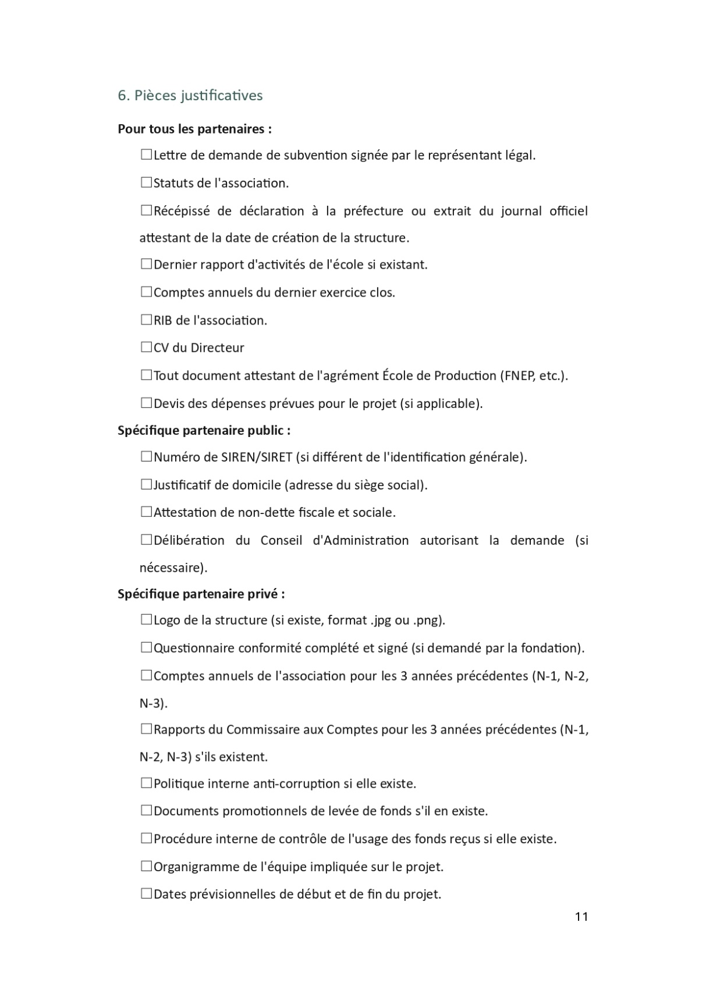 6. Pièces justificatives
Pour tous les partenaires :
☐Lettre de demande de subvention signée par le représentant légal.
☐Statuts de l'association.
☐Récépissé de déclaration à la préfecture ou extrait du journal officiel
attestant de la date de création de la structure.
☐Dernier rapport d'activités de l'école si existant.
☐Comptes annuels du dernier exercice clos.
☐RIB de l'association.
☐CV du Directeur
☐Tout document attestant de l'agrément École de Production (FNEP, etc.).
☐Devis des dépenses prévues pour le projet (si applicable).
Spécifique partenaire public :
☐Numéro de SIREN/SIRET (si différent de l'identification générale).
☐Justificatif de domicile (adresse du siège social).
☐Attestation de non-dette fiscale et sociale.
☐Délibération du Conseil d'Administration autorisant la demande (si
nécessaire).
Spécifique partenaire privé :
☐Logo de la structure (si existe, format .jpg ou .png).
☐Questionnaire conformité complété et signé (si demandé par la fondation).
☐Comptes annuels de l'association pour les 3 années précédentes (N-1, N-2,
N-3).
☐Rapports du Commissaire aux Comptes pour les 3 années précédentes (N-1,
N-2, N-3) s'ils existent.
☐Politique interne anti-corruption si elle existe.
☐Documents promotionnels de levée de fonds s'il en existe.
☐Procédure interne de contrôle de l'usage des fonds reçus si elle existe.
☐Organigramme de l'équipe impliquée sur le projet.
☐Dates prévisionnelles de début et de fin du projet.
11